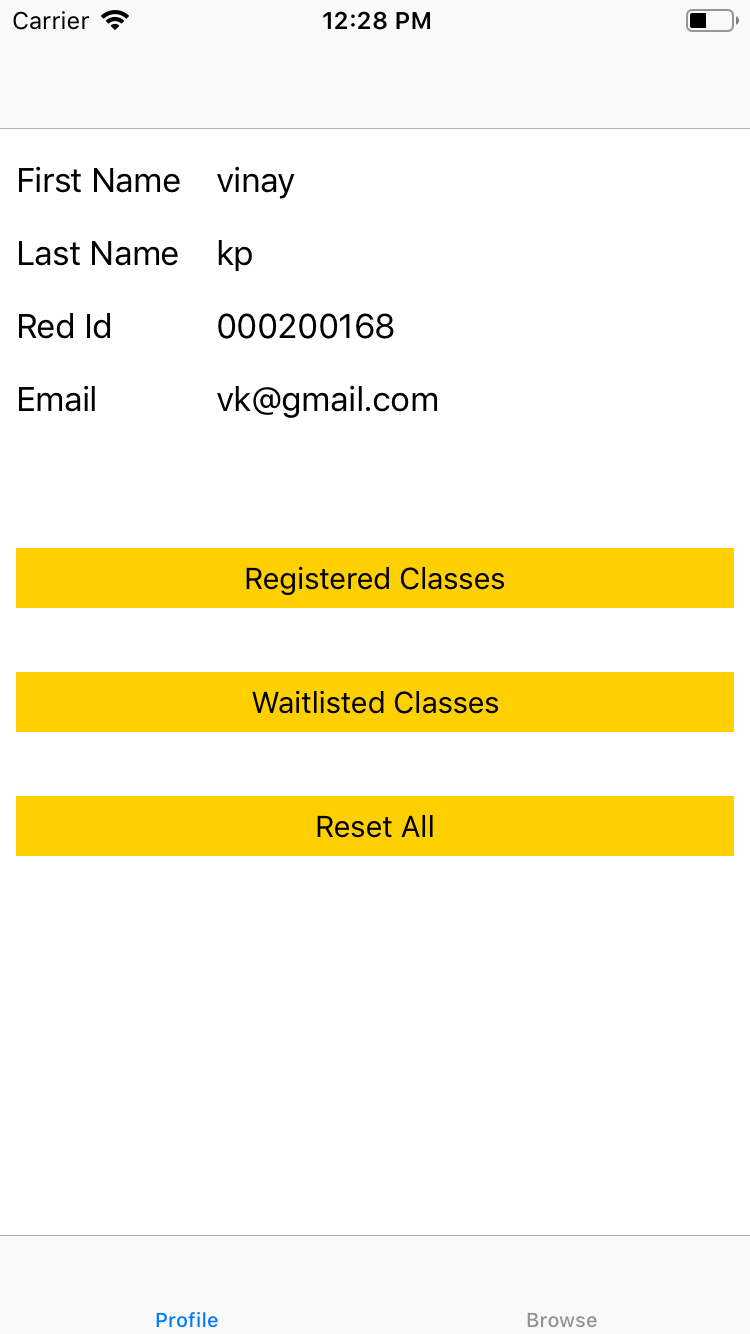 Carrier 12:28 PM
First Name vinay
Last Name kp
Red Id 000200168
Email vk@gmail.com
Registered Classes
Waitlisted Classes
Reset All
Profile Browse